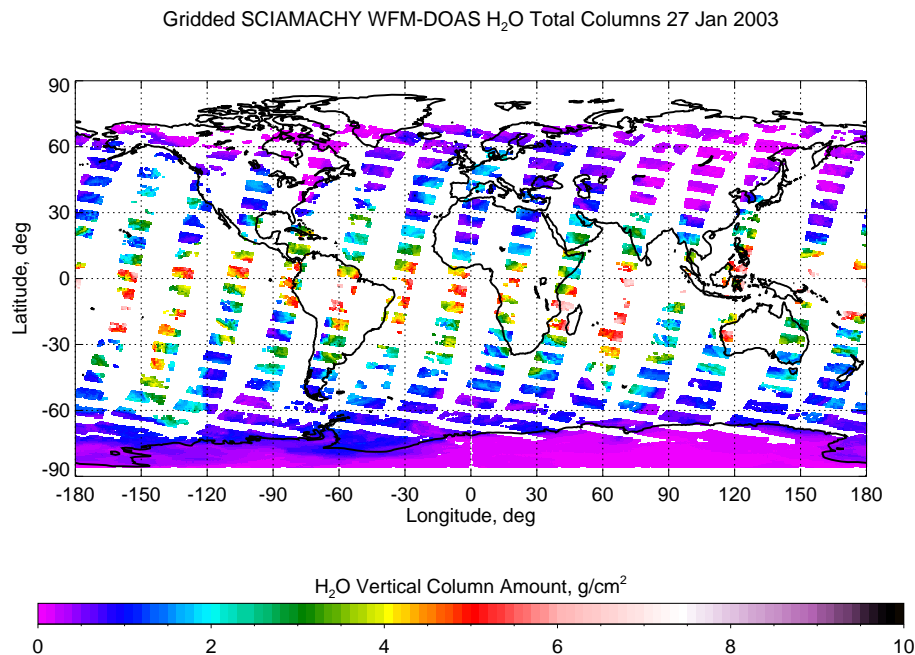 Gridded SCIAMACHY WFM-DOAS H₂O Total Columns 27 Jan 2003
90
60
30
0
-30
-60
-90
Latitude, deg
-180 -150 -120 -90 -60 -30 0 30 60 90 120 150 180
Longitude, deg
H₂O Vertical Column Amount, g/cm²
0 2 4 6 8 10